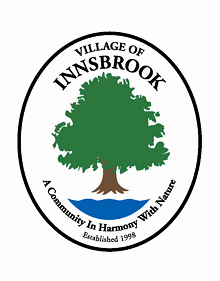 VILLAGE OF
INNSBROOK
A Community In Harmony With Nature
Established 1998